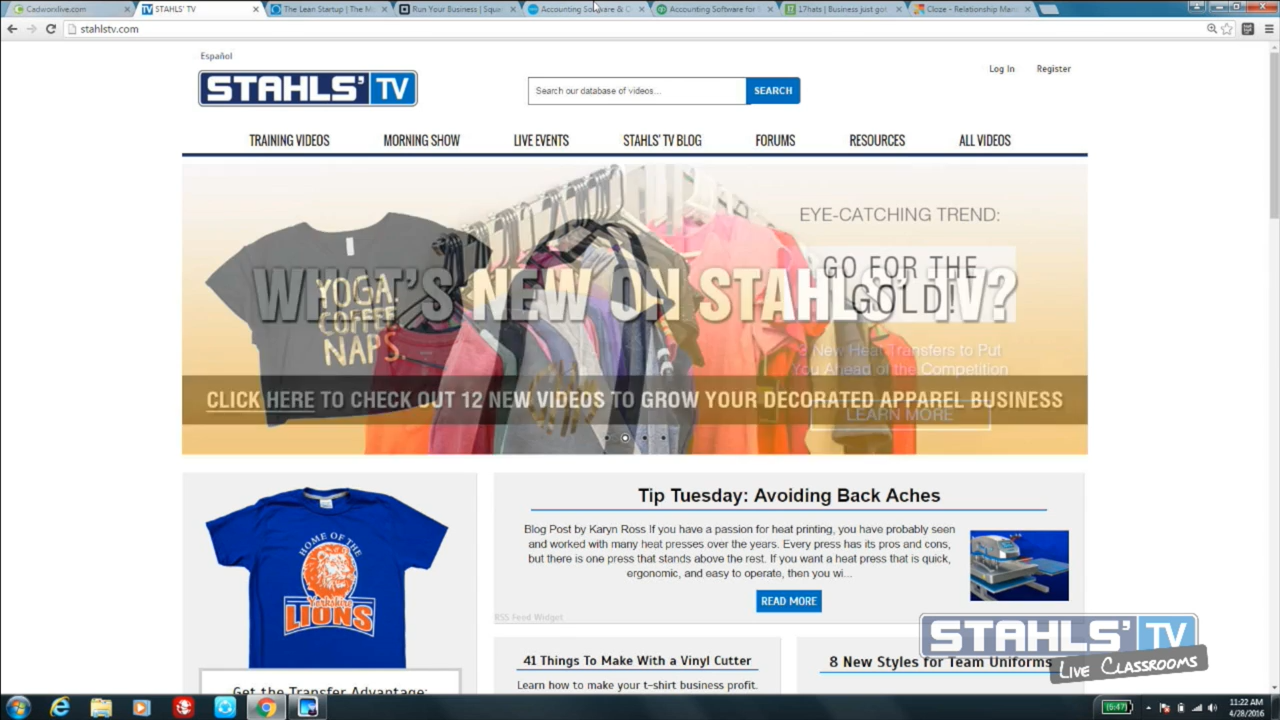 Cadworxlive.com
STAHLS' TV
The Lean Startup | The M
Run Your Business | Squa
Accounting Software & O
Accounting Software for
17hats | Business just got
Cloze - Relationship Man
stahlstv.com
Español
Log In
Register
STAHLS' TV
Search our database of videos...
SEARCH
TRAINING VIDEOS
MORNING SHOW
LIVE EVENTS
STAHLS' TV BLOG
FORUMS
RESOURCES
ALL VIDEOS
EYE-CATCHING TREND:
GO FOR THE
GOLD!
WHAT'S NEW ON STAHLS' TV?
YOGA.
COFFEE
NAPS.
New Heat Transfers to Put
You Ahead of the Competition
CLICK HERE TO CHECK OUT 12 NEW VIDEOS TO GROW YOUR DECORATED APPAREL BUSINESS
LEARN MORE
HOME OF THE
Yorkshire
LIONS
Get the Transfer Advantage:
Tip Tuesday: Avoiding Back Aches
Blog Post by Karyn Ross If you have a passion for heat printing, you have probably seen
and worked with many heat presses over the years. Every press has its pros and cons,
but there is one press that stands above the rest. If you want a heat press that is quick,
ergonomic, and easy to operate, then you wi...
READ MORE
RSS Feed Widget
41 Things To Make With a Vinyl Cutter
Learn how to make your t-shirt business profit.
8 New Styles for Team Uniforms
STAHLS' TV
LIVE CLASSROOMS
(5:47)
11:22 AM
4/28/2016